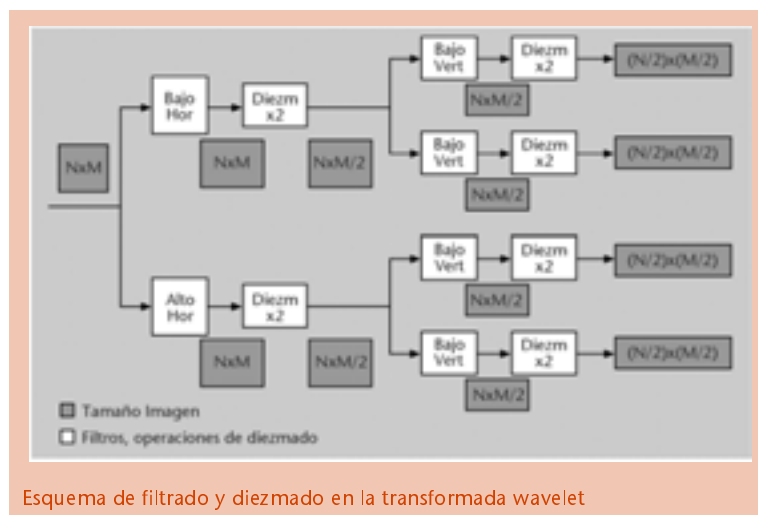 Bajo
Vert
Diezm
x2
(N/2)x(M/2)
NxM/2
Bajo
Hor
Diezm
x2
NxM
NxM
NxM/2
Bajo
Vert
Diezm
x2
(N/2)x(M/2)
NxM/2
Alto
Hor
Diezm
x2
NxM
NxM/2
Bajo
Vert
Diezm
x2
(N/2)x(M/2)
NxM/2
Bajo
Vert
Diezm
x2
(N/2)x(M/2)
NxM/2
Tamaño Imagen
Filtros, operaciones de diezmado
Esquema de filtrado y diezmado en la transformada wavelet